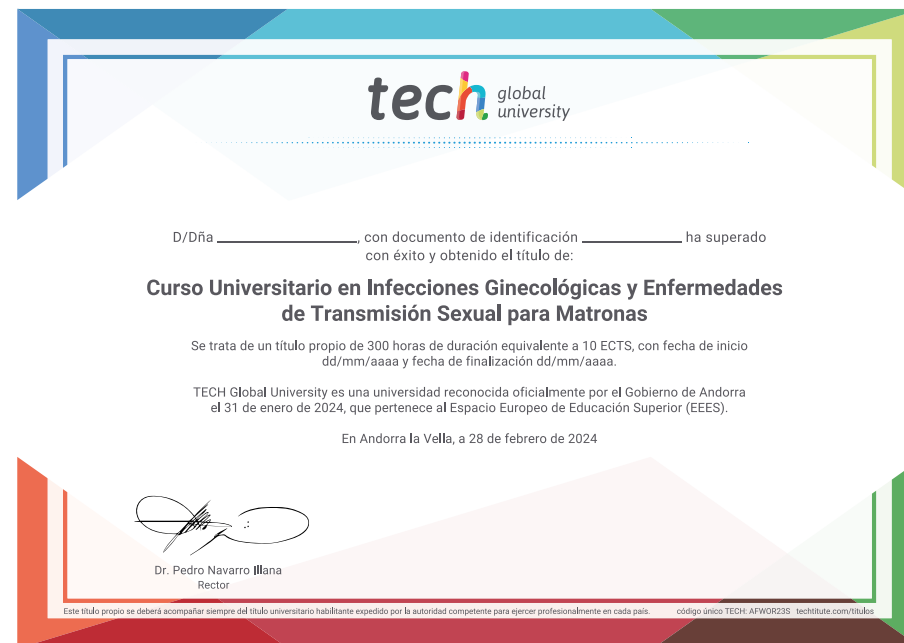 tech global university
D/Dña ____________________, con documento de identificación ______________ ha superado
con éxito y obtenido el título de:
Curso Universitario en Infecciones Ginecológicas y Enfermedades
de Transmisión Sexual para Matronas
Se trata de un título propio de 300 horas de duración equivalente a 10 ECTS, con fecha de inicio
dd/mm/aaaa y fecha de finalización dd/mm/aaaa.
TECH Global University es una universidad reconocida oficialmente por el Gobierno de Andorra
el 31 de enero de 2024, que pertenece al Espacio Europeo de Educación Superior (EEES).
En Andorra la Vella, a 28 de febrero de 2024
Dr. Pedro Navarro Illana
Rector
Este título propio se deberá acompañar siempre del título universitario habilitante expedido por la autoridad competente para ejercer profesionalmente en cada país. código único TECH: AFWOR23S techtitute.com/titulos